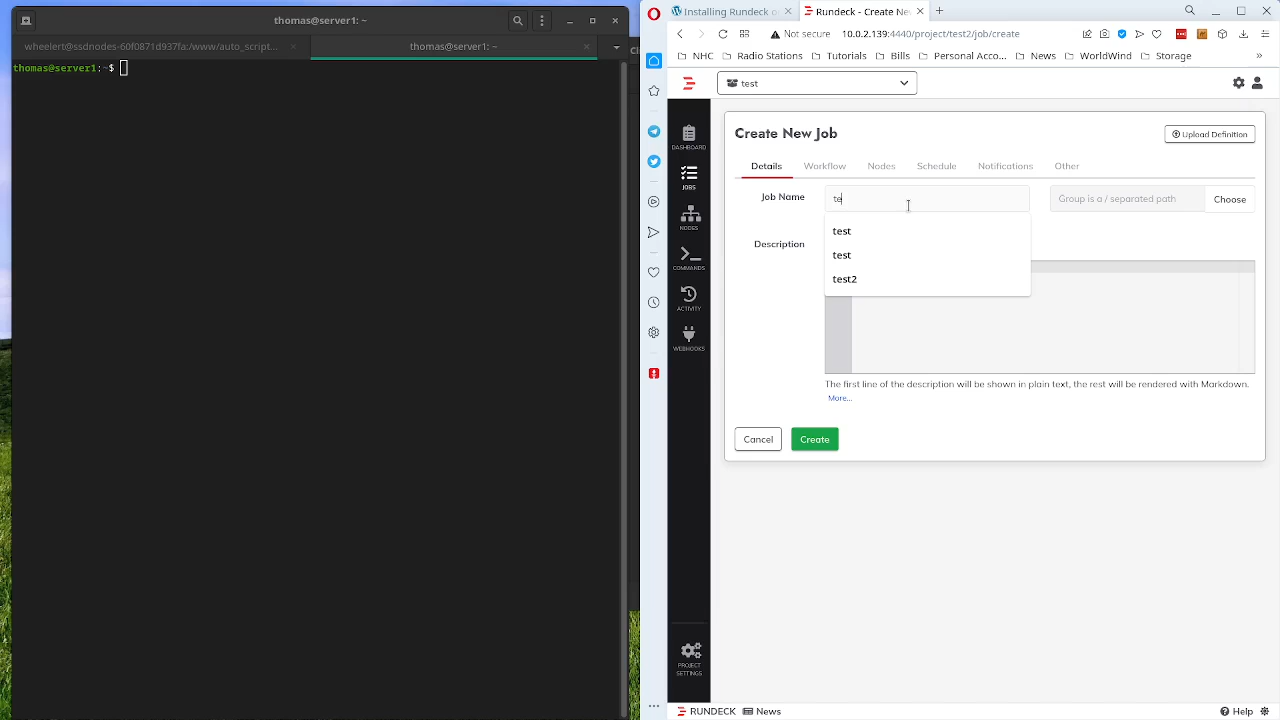 thomas@server1: ~
wheelert@ssdnodes-60f0871d937fa:/www/auto_script...
thomas@server1: ~
thomas@server1:~$
Installing Rundeck o
Rundeck - Create Ne
Not secure
10.0.0.139:4440/project/test2/job/create
NHC
Radio Stations
Tutorials
Bills
Personal Acco...
News
WoodWind
Property
Storage
»
test
DASHBOARD
JOBS
NODES
COMMANDS
ACTIVITY
WEBHOOKS
PROJECT
SETTINGS
Create New Job
Upload Definition
Details
Workflow
Nodes
Schedule
Notifications
Other
Job Name
te
Group is a / separated path
Choose
test
test
test2
Description
The first line of the description will be shown in plain text, the rest will be rendered with Markdown.
More...
Cancel
Create
RUNDECK
News
Help